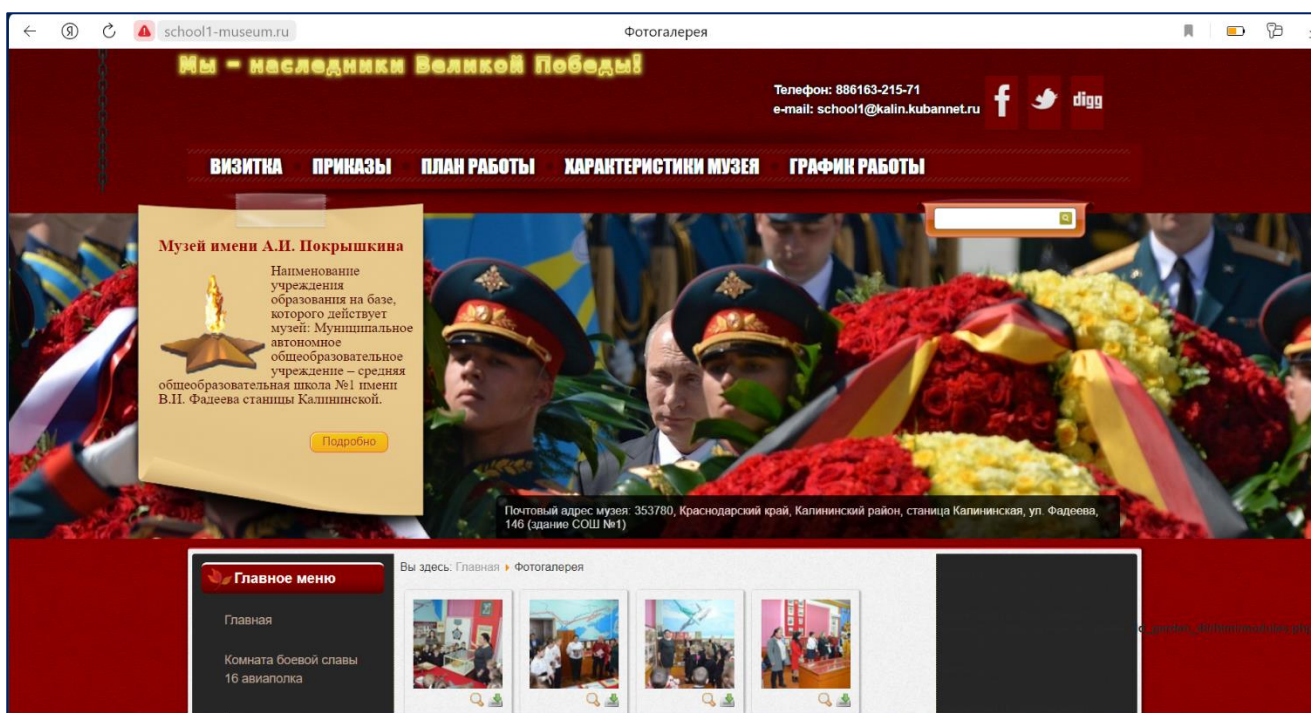 school1-museum.ru
Фотогалерея
Мы - наследники Великой Победы!
Телефон: 886163-215-71
e-mail: school1@kalin.kubannet.ru
digg
ВИЗИТКА
ПРИКАЗЫ
ПЛАН РАБОТЫ
ХАРАКТЕРИСТИКИ МУЗЕЯ
ГРАФИК РАБОТЫ
Музей имени А.И. Покрышкина
Наименование
учреждения
образования на базе,
которого действует
музей: Муниципальное
автономное
общеобразовательное
учреждение – средняя
общеобразовательная школа №1 имени
В.П. Фадеева станицы Калининской.
Подробно
Почтовый адрес музея: 353780, Краснодарский край, Калининский район, станица Калининская, ул. Фадеева,
146 (здание СОШ №1)
Главное меню
Главная
Комната боевой славы
16 авиаполка
Вы здесь: Главная
Фотогалерея